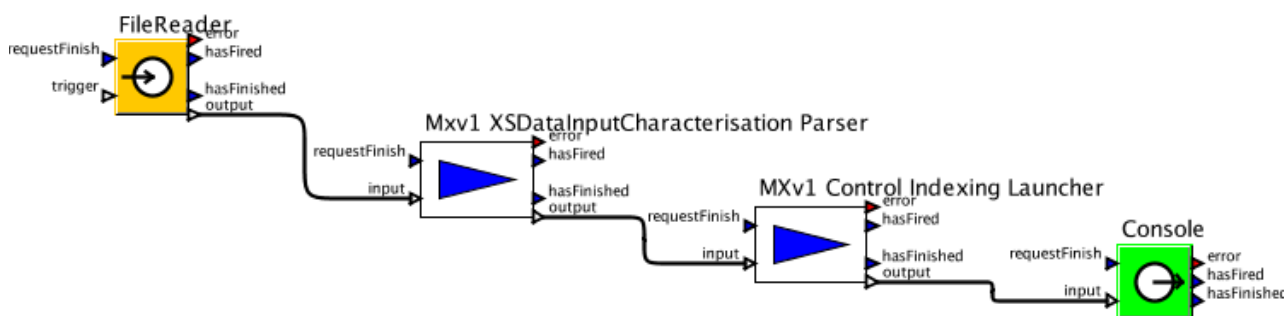 FileReader
error
requestFinish
hasFired
trigger
hasFinished
output
Mxv1 XSDataInputCharacterisation Parser
error
requestFinish
hasFired
input
hasFinished
output
MXv1 Control Indexing Launcher
error
requestFinish
hasFired
input
hasFinished
output
Console
requestFinish
error
hasFired
input
hasFinished